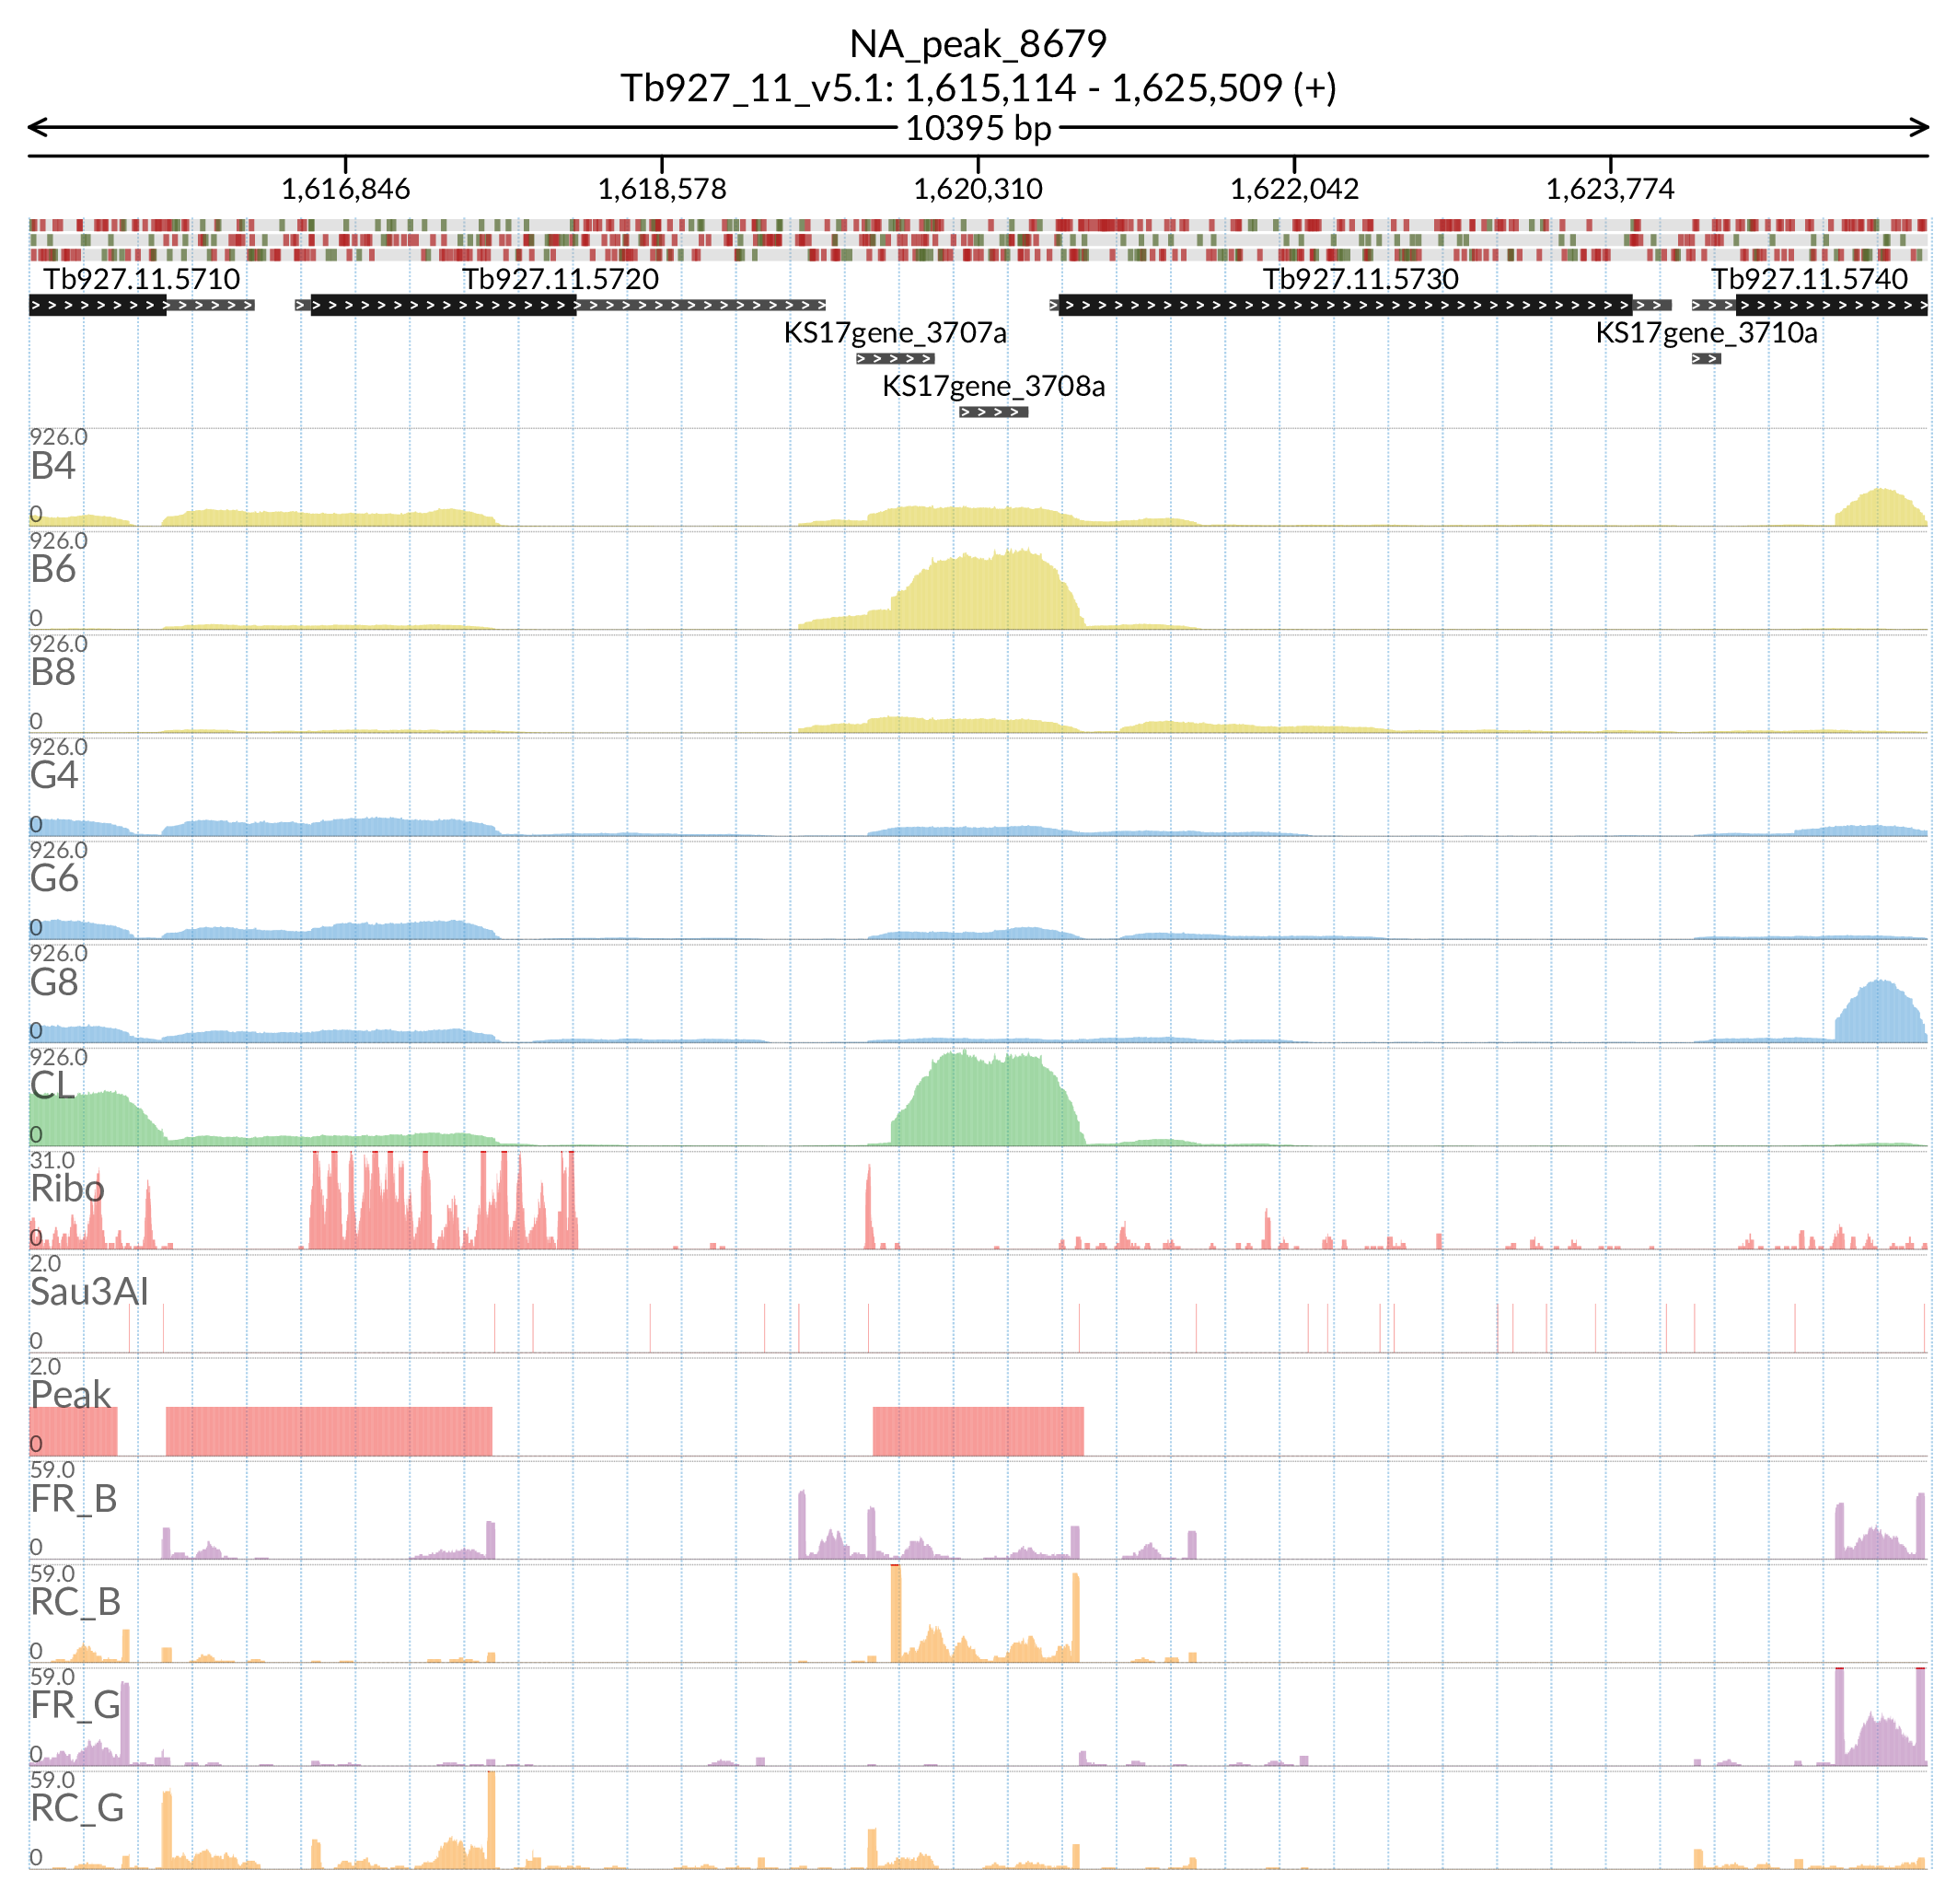 NA_peak_8679
Tb927_11_v5.1: 1,615,114 - 1,625,509 (+)
10395 bp
1,616,846 1,618,578 1,620,310 1,622,042 1,623,774
Tb927.11.5710 Tb927.11.5720 Tb927.11.5730 Tb927.11.5740
KS17gene_3707a KS17gene_3710a
KS17gene_3708a
926.0
B4
0
926.0
B6
0
926.0
B8
0
926.0
G4
0
926.0
G6
0
926.0
G8
0
926.0
CL
0
31.0
Ribo
0
2.0
Sau3AI
0
2.0
Peak
0
59.0
FR_B
0
59.0
RC_B
0
59.0
FR_G
0
59.0
RC_G
0